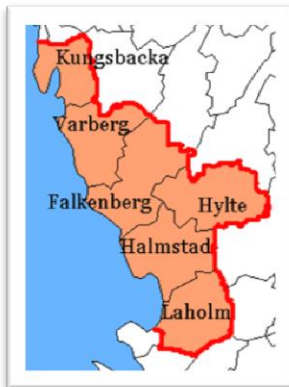 Kungsbacka
Varberg
Falkenberg
Hylte
Halmstad
Laholm